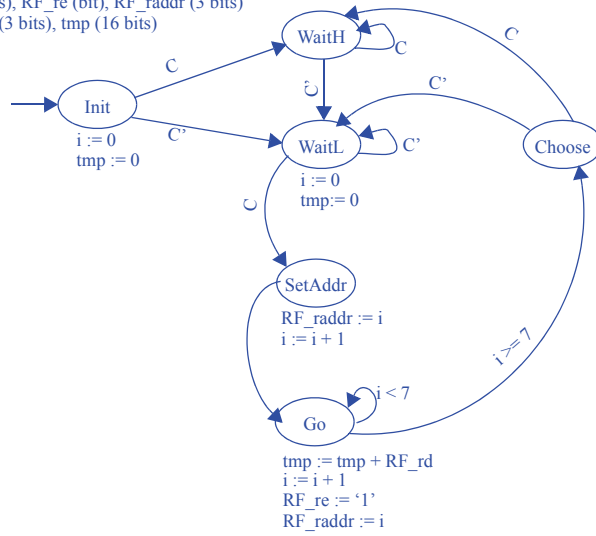 s), RF_re (bit), RF_raddr (3 bits)
(3 bits), tmp (16 bits)
WaitH
C
C
C
C'
Init
i := 0
tmp := 0
C'
WaitL
C'
C'
i := 0
tmp:= 0
Choose
C
SetAddr
RF_raddr := i
i := i + 1
i >= 7
i < 7
Go
tmp := tmp + RF_rd
i := i + 1
RF_re := ‘1’
RF_raddr := i